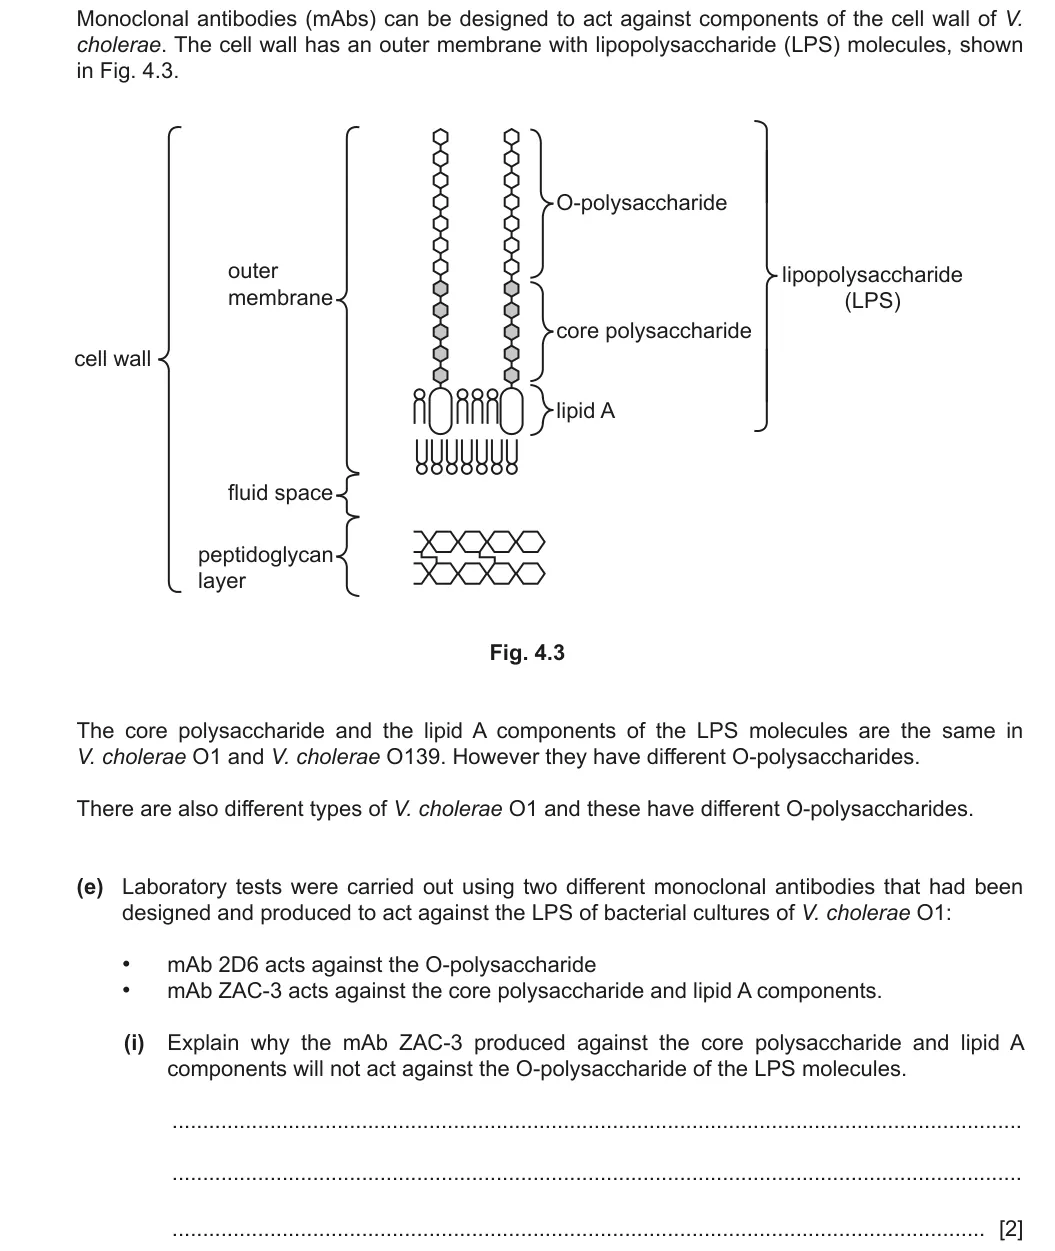 Monoclonal antibodies (mAbs) can be designed to act against components of the cell wall of V.
cholerae. The cell wall has an outer membrane with lipopolysaccharide (LPS) molecules, shown
in Fig. 4.3.
O-polysaccharide
outer
membrane
lipopolysaccharide
(LPS)
core polysaccharide
cell wall
lipid A
fluid space
peptidoglycan
layer
Fig. 4.3
The core polysaccharide and the lipid A components of the LPS molecules are the same in
V. cholerae O1 and V. cholerae O139. However they have different O-polysaccharides.
There are also different types of V. cholerae O1 and these have different O-polysaccharides.
(e) Laboratory tests were carried out using two different monoclonal antibodies that had been
designed and produced to act against the LPS of bacterial cultures of V. cholerae O1:
• mAb 2D6 acts against the O-polysaccharide
• mAb ZAC-3 acts against the core polysaccharide and lipid A components.
(i) Explain why the mAb ZAC-3 produced against the core polysaccharide and lipid A
components will not act against the O-polysaccharide of the LPS molecules.
[2]